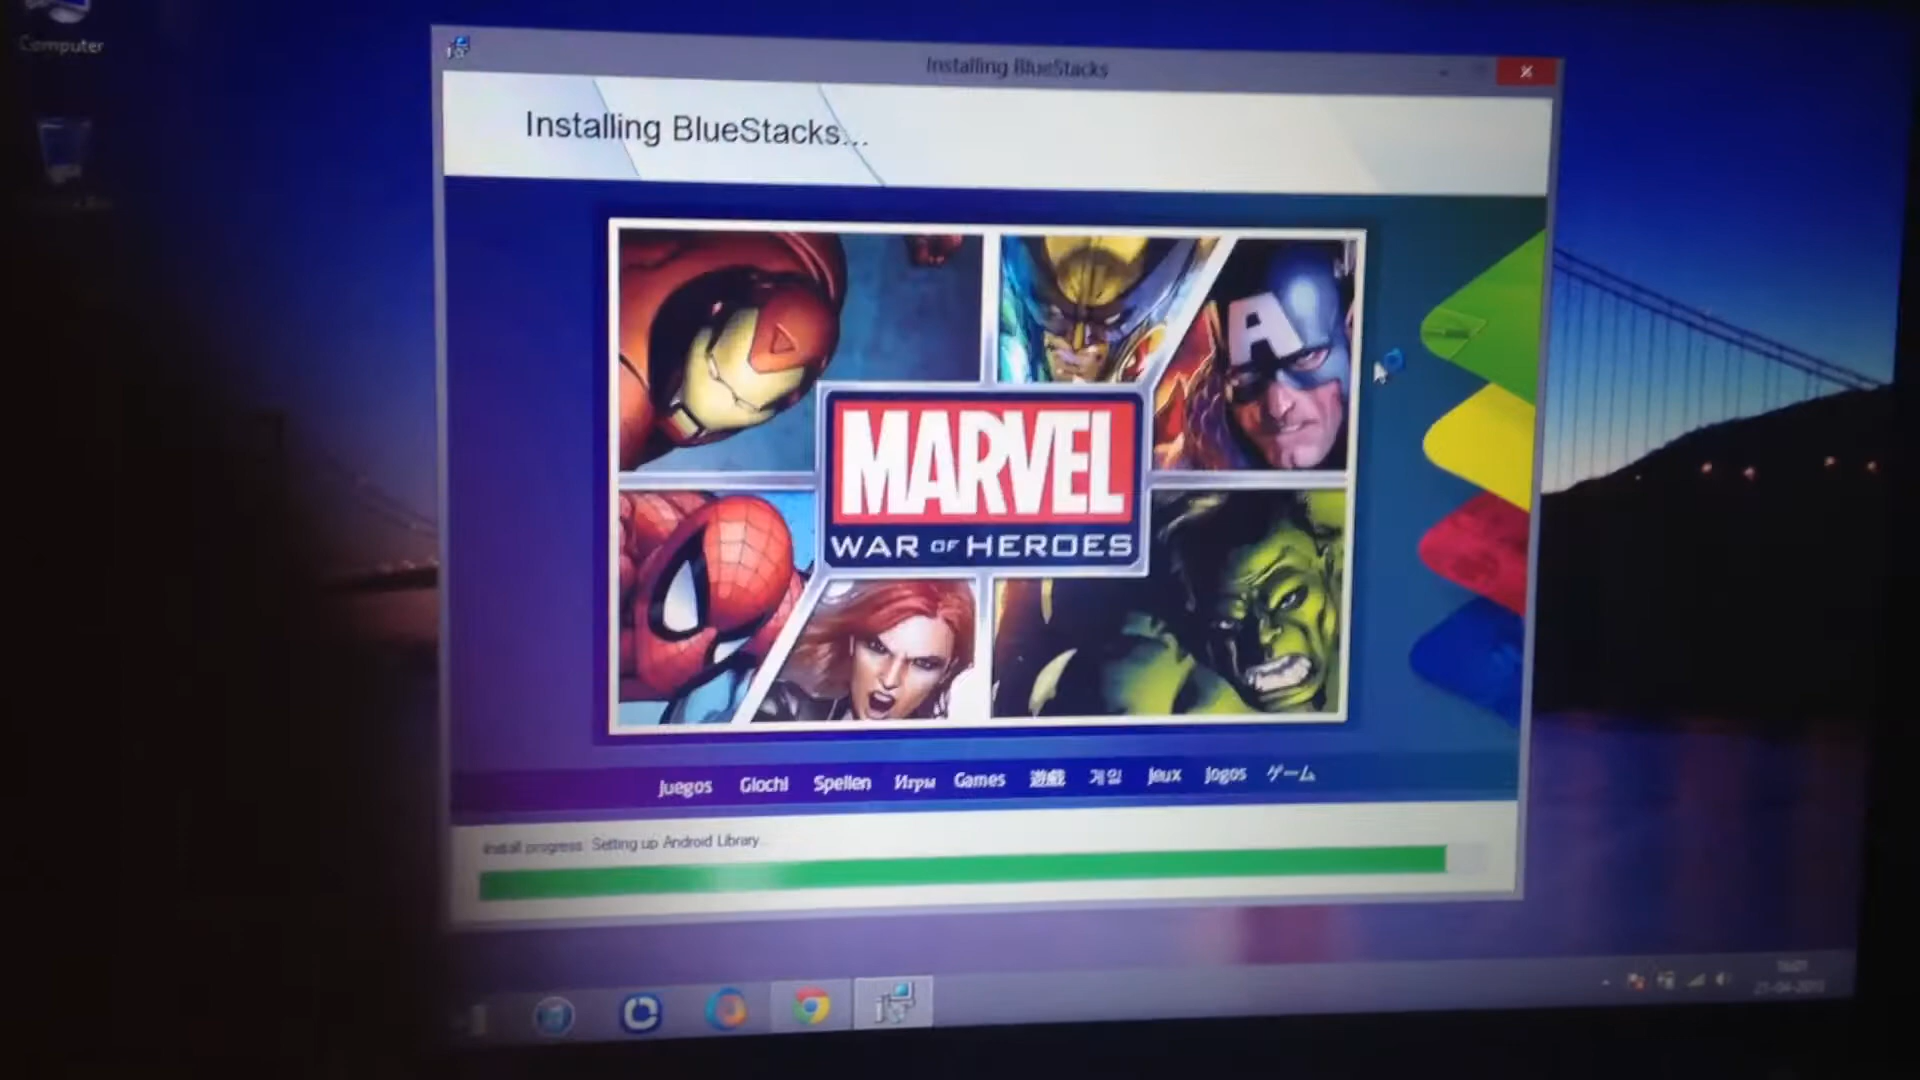 Computer
Installing BlueStacks
Installing BlueStacks...
A
MARVEL
WAR OF HEROES
Juegos Giochi Spellen Игры Games 遊戲 게임 Jeux Jogos ゲーム
Install progress: Setting up Android Library...